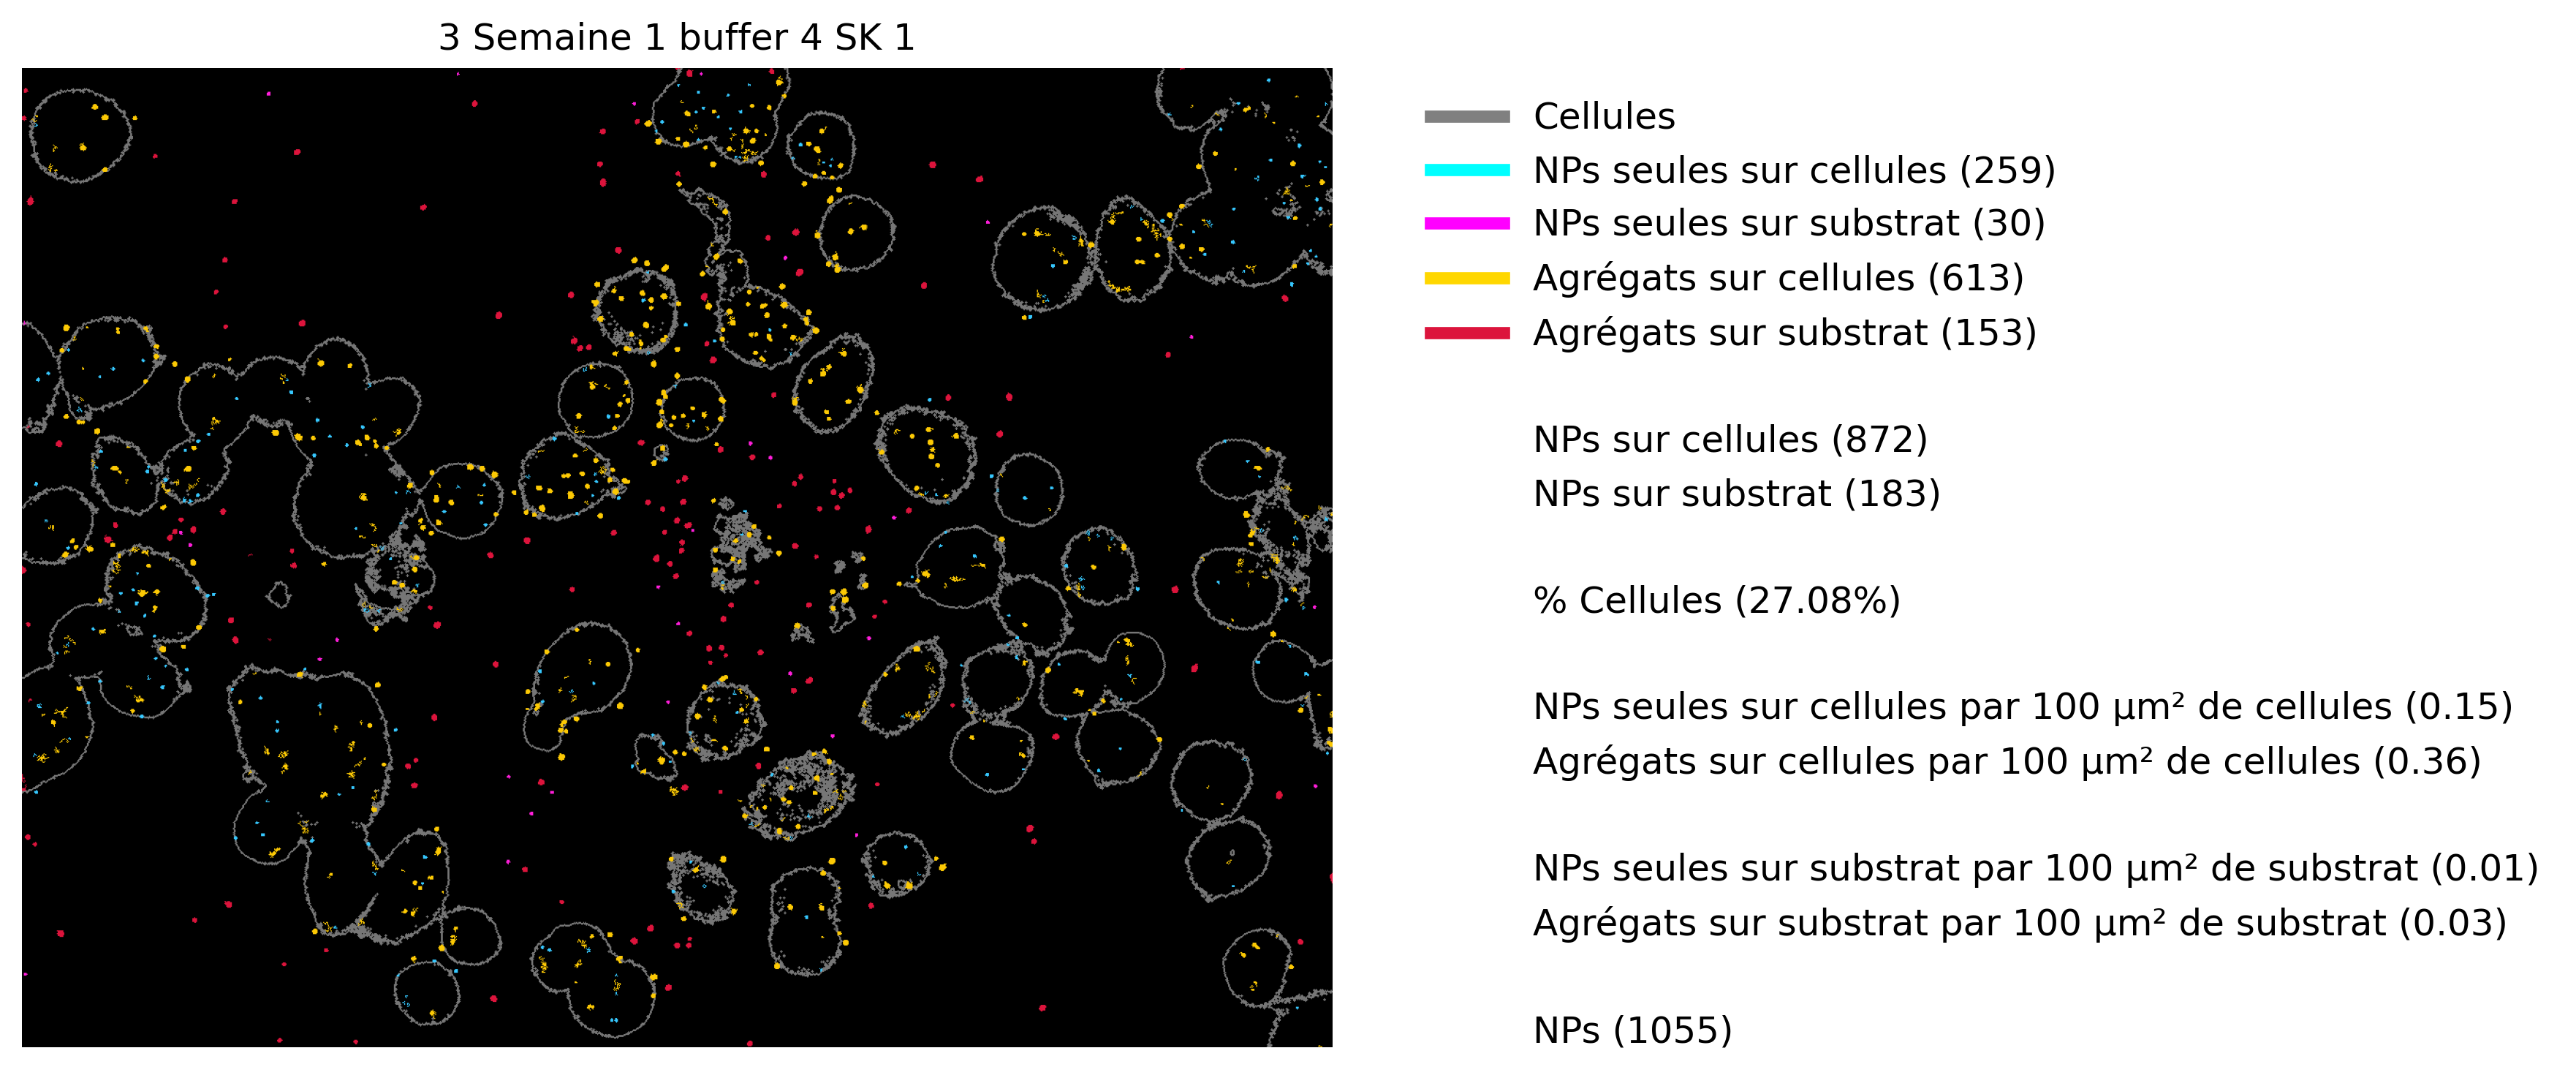 3 Semaine 1 buffer 4 SK 1
Cellules
NPs seules sur cellules (259)
NPs seules sur substrat (30)
Agrégats sur cellules (613)
Agrégats sur substrat (153)
NPs sur cellules (872)
NPs sur substrat (183)
% Cellules (27.08%)
NPs seules sur cellules par 100 µm² de cellules (0.15)
Agrégats sur cellules par 100 µm² de cellules (0.36)
NPs seules sur substrat par 100 µm² de substrat (0.01)
Agrégats sur substrat par 100 µm² de substrat (0.03)
NPs (1055)